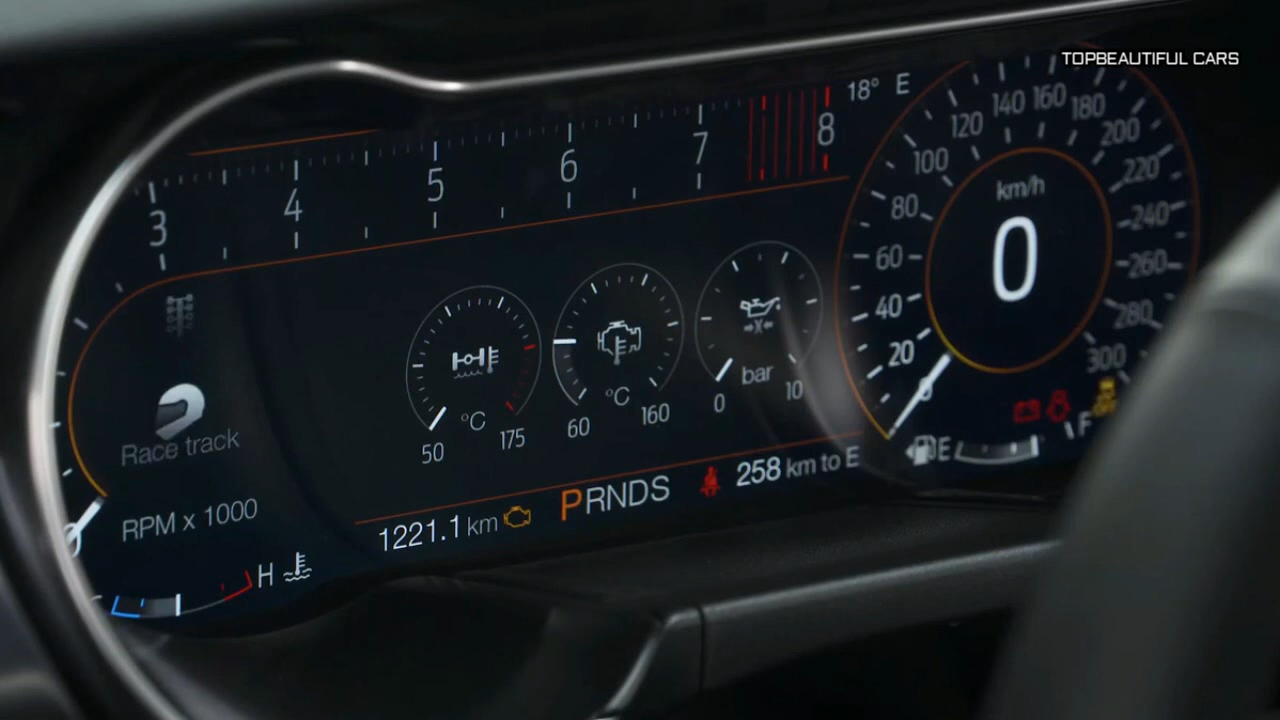 TOPBEAUTIFUL CARS
3 4 5 6 7 8
18° E
0 20 40 60 80 100 120 140 160 180 200 220 240 260 280 300
km/h
0
°C
50 175
°C
60 160
bar
0 10
Race track
RPM x 1000
0
H
1221.1 km
PRNDS
258 km to E
E F